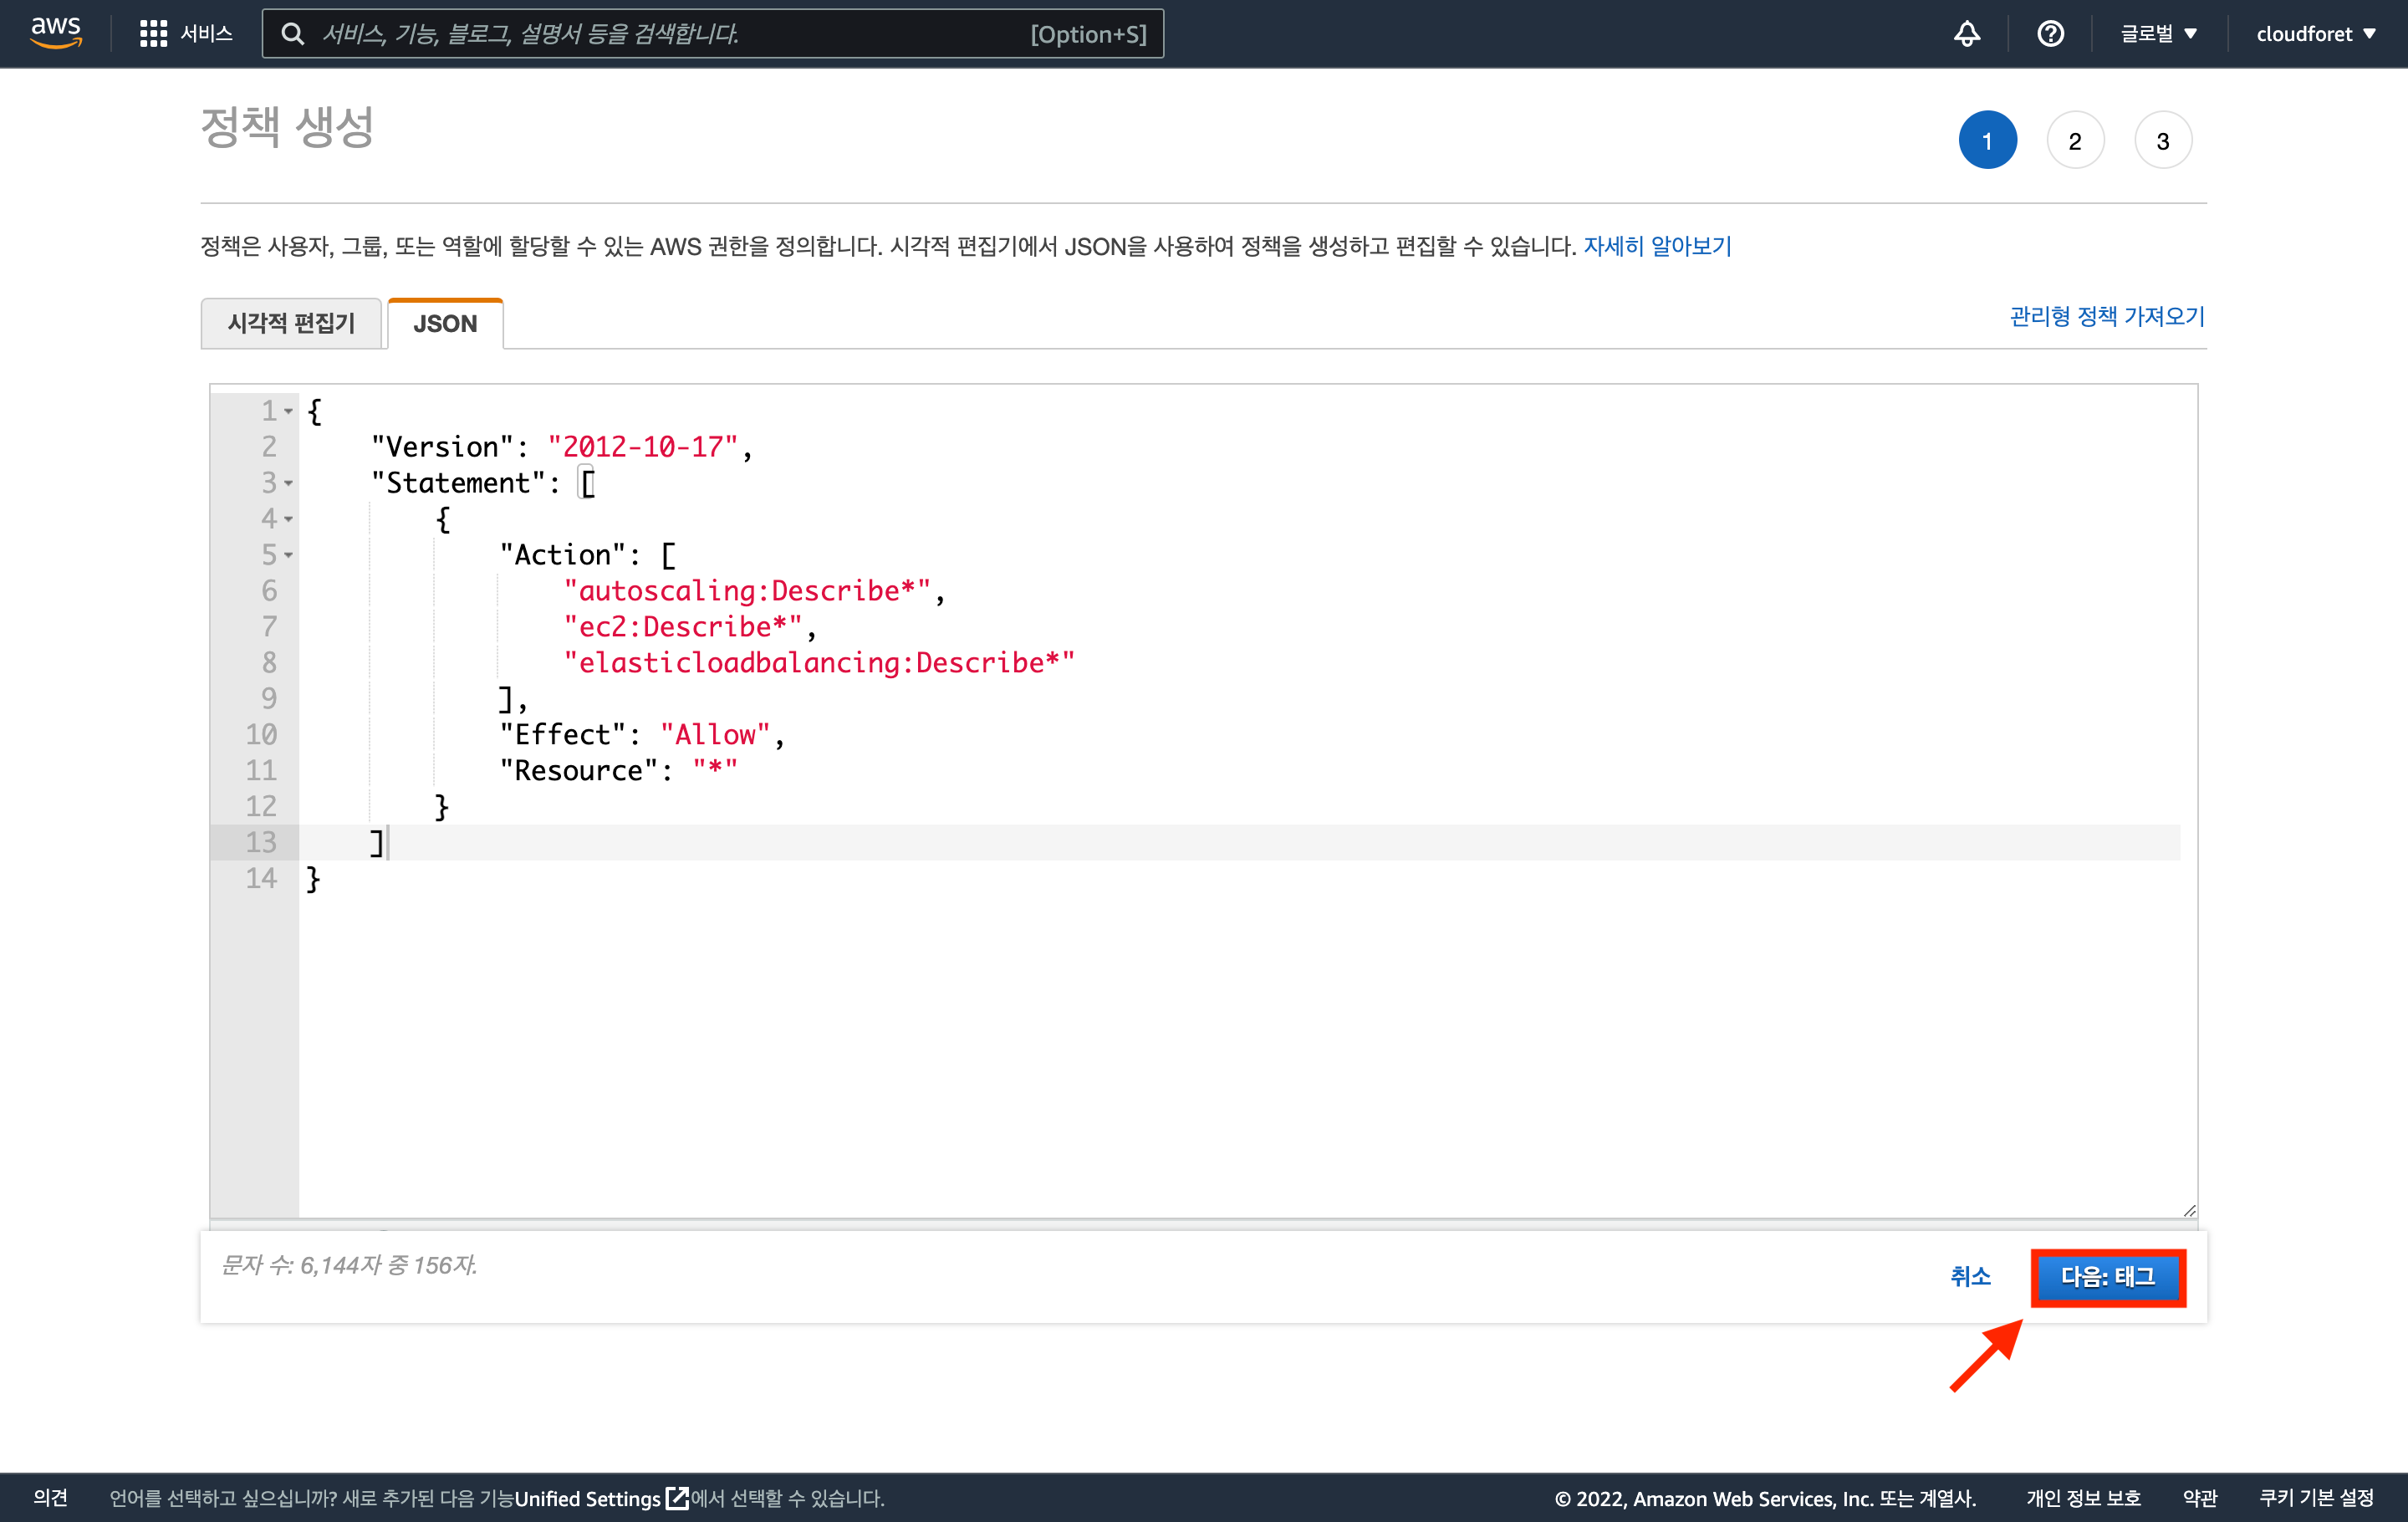 aws 서비스 서비스, 기능, 블로그, 설명서 등을 검색합니다. [Option+S] 글로벌 ▼ cloudforet ▼
정책 생성 1 2 3
정책은 사용자, 그룹, 또는 역할에 할당할 수 있는 AWS 권한을 정의합니다. 시각적 편집기에서 JSON을 사용하여 정책을 생성하고 편집할 수 있습니다. 자세히 알아보기
시각적 편집기 JSON 관리형 정책 가져오기
1 {
2 "Version": "2012-10-17",
3 "Statement": [
4 {
5 "Action": [
6 "autoscaling:Describe*",
7 "ec2:Describe*",
8 "elasticloadbalancing:Describe*"
9 ],
10 "Effect": "Allow",
11 "Resource": "*"
12 }
13 ]
14 }
문자 수: 6,144자 중 156자. 취소 다음: 태그
의견 언어를 선택하고 싶으십니까? 새로 추가된 다음 기능Unified Settings에서 선택할 수 있습니다. © 2022, Amazon Web Services, Inc. 또는 계열사. 개인 정보 보호 약관 쿠키 기본 설정